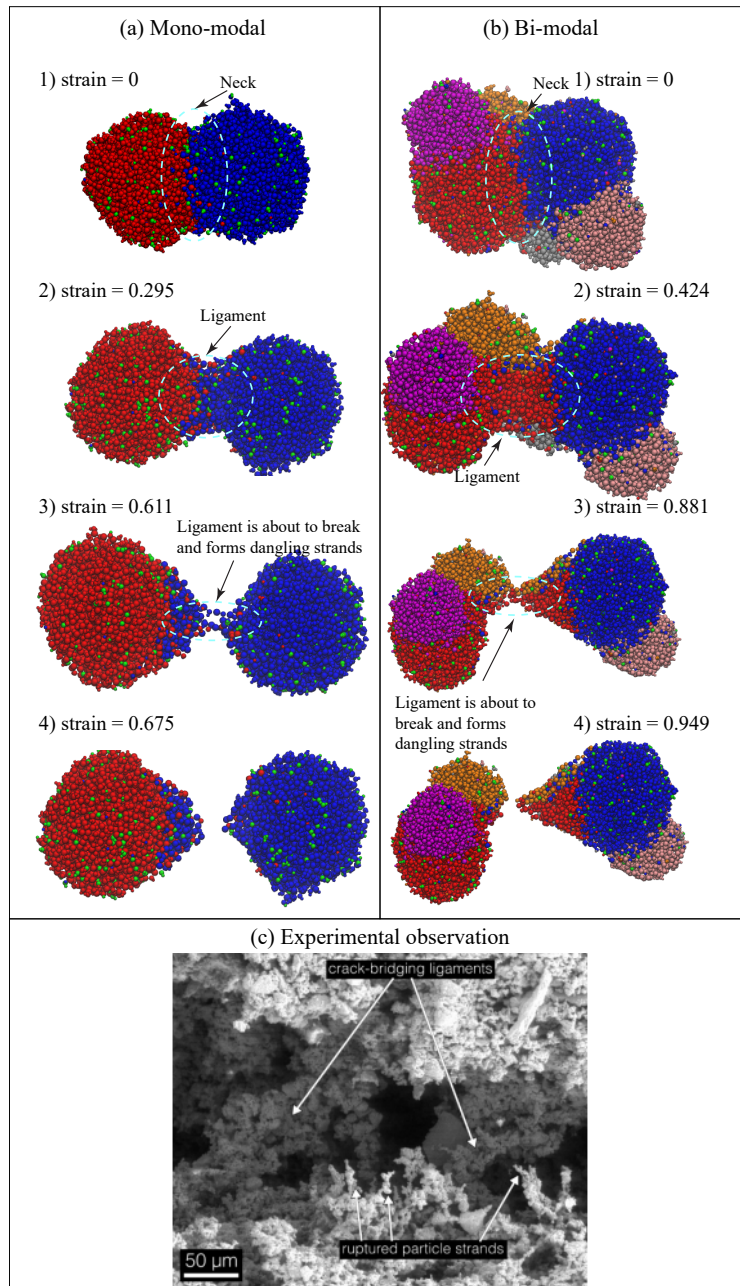 (a) Mono-modal
1) strain = 0
Neck
2) strain = 0.295
Ligament
3) strain = 0.611
Ligament is about to break
and forms dangling strands
4) strain = 0.675
(b) Bi-modal
1) strain = 0
Neck
2) strain = 0.424
Ligament
3) strain = 0.881
Ligament is about to
break and forms
dangling strands
4) strain = 0.949
(c) Experimental observation
crack-bridging ligaments
ruptured particle strands
50 μm